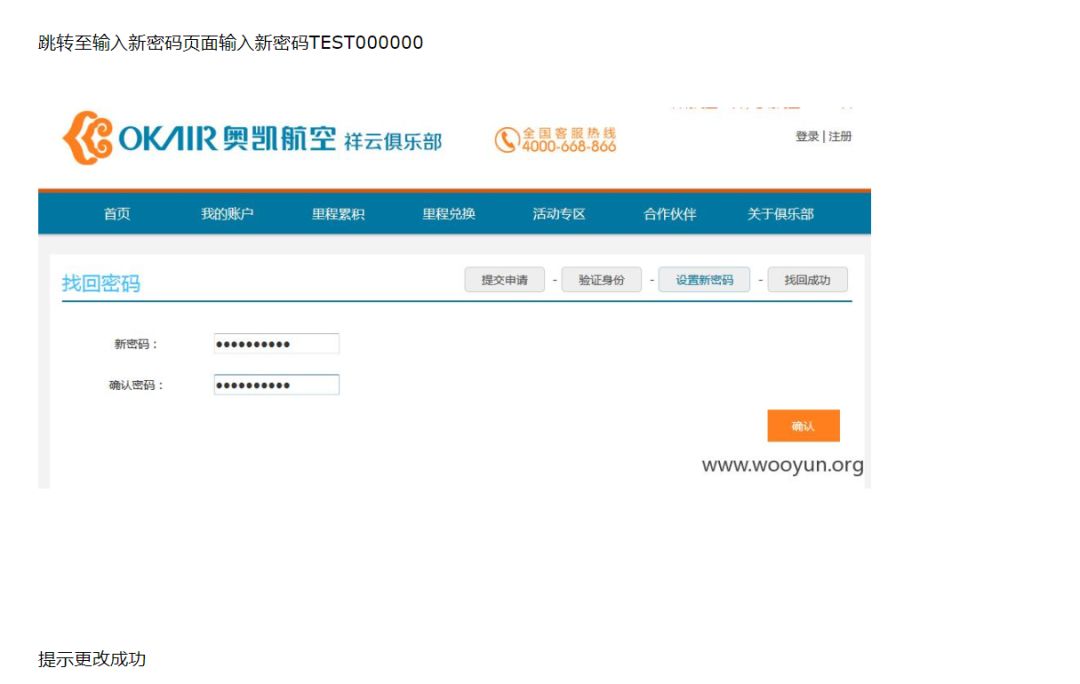 跳转至输入新密码页面输入新密码TEST000000
OKAIR 奥凯航空 祥云俱乐部
全国客服热线
4000-668-866
登录 | 注册
首页 我的账户 里程累积 里程兑换 活动专区 合作伙伴 关于俱乐部
找回密码
提交申请 - 验证身份 - 设置新密码 - 找回成功
新密码：
确认密码：
确认
www.wooyun.org
提示更改成功